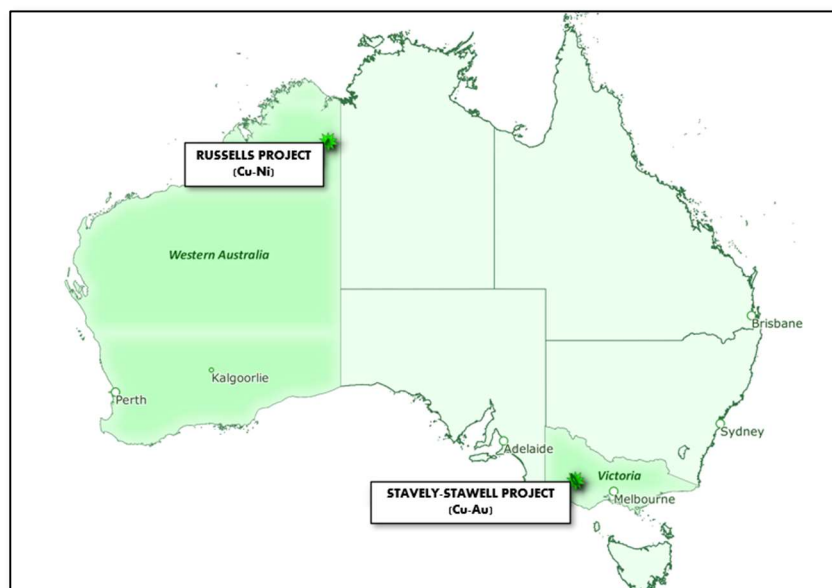 RUSSELLS PROJECT
(Cu-Ni)
Western Australia
Brisbane
Kalgoorlie
Perth
Sydney
Adelaide
Victoria
STAVELY-STAWELL PROJECT
(Cu-Au)
Melbourne